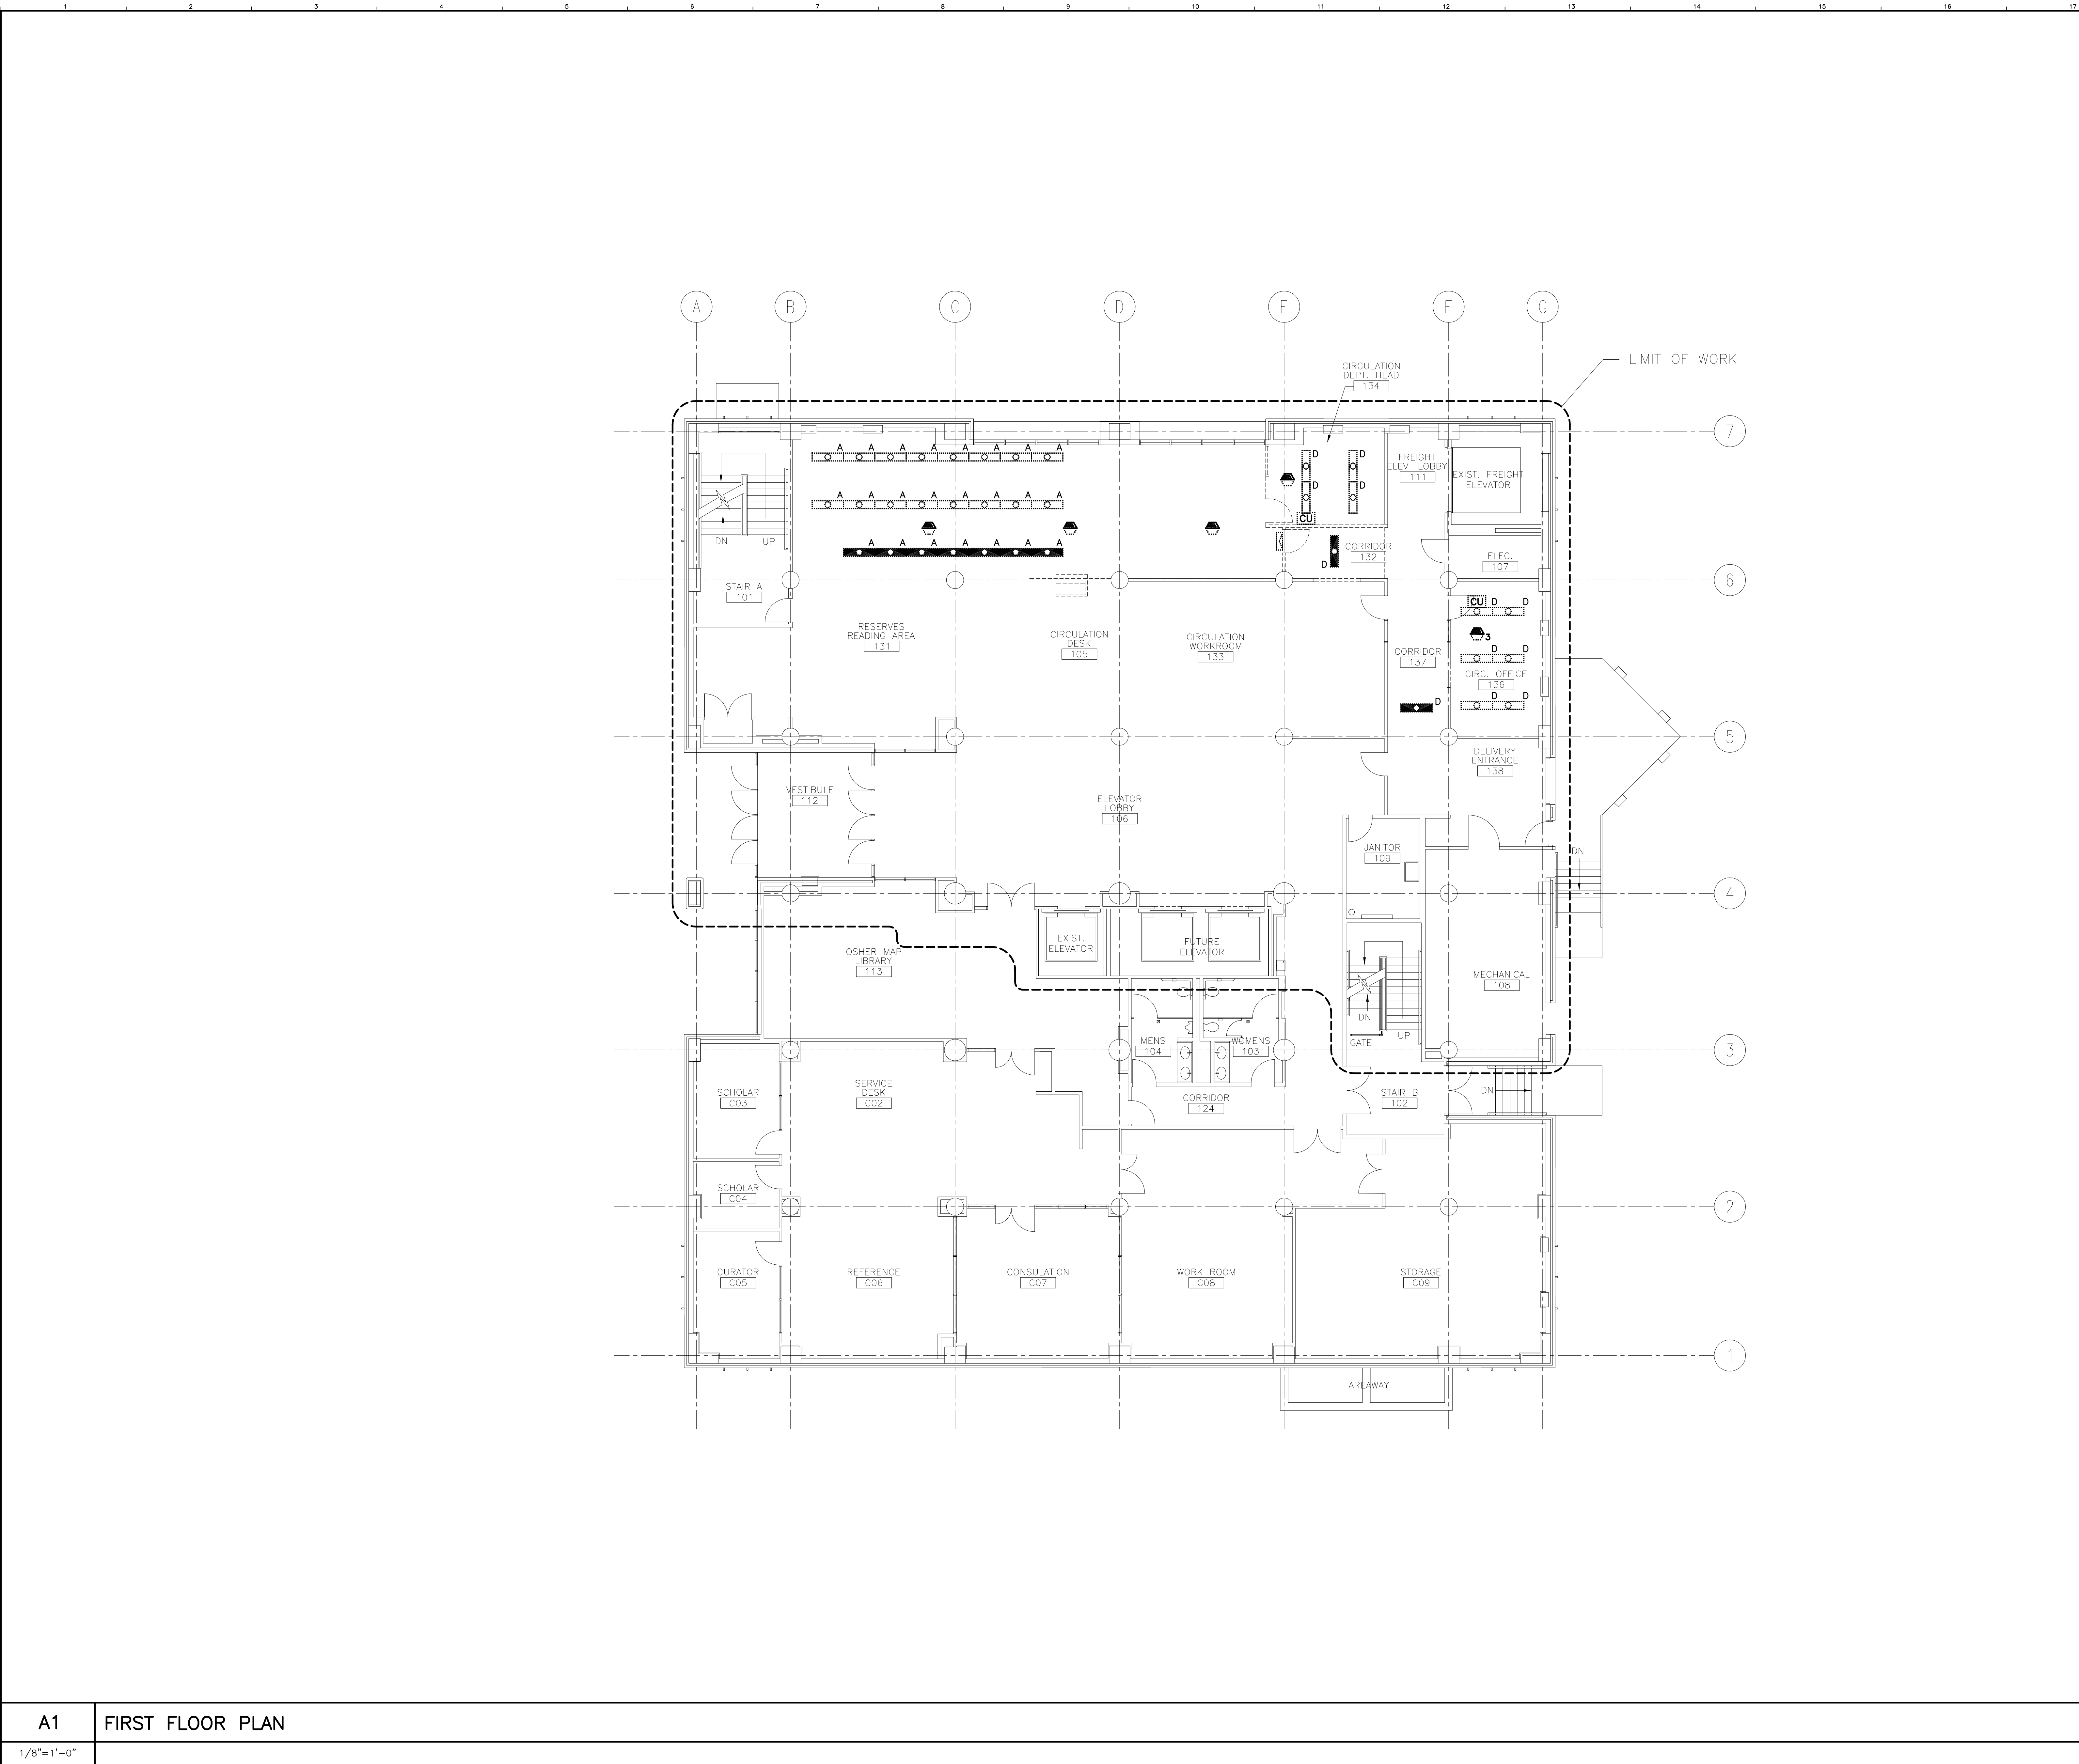 1 2 3 4 5 6 7 8 9 10 11 12 13 14 15 16 17
A B C D E F G
LIMIT OF WORK
CIRCULATION
DEPT. HEAD
134
7
A A A A A A A A
D D
FREIGHT
ELEV. LOBBY
111
EXIST. FREIGHT
ELEVATOR
D D
A A A A A A A A
CU
DN
UP
A A A A A A A
CORRIDOR
132
D
ELEC.
107
6
STAIR A
101
CU D D
RESERVES
READING AREA
131
CIRCULATION
DESK
105
CIRCULATION
WORKROOM
133
3
CORRIDOR
137
D D
CIRC. OFFICE
136
D
D D
5
DELIVERY
ENTRANCE
138
VESTIBULE
112
ELEVATOR
LOBBY
106
JANITOR
109
DN
4
EXIST.
ELEVATOR
FUTURE
ELEVATOR
OSHER MAP
LIBRARY
113
MECHANICAL
108
DN
UP
GATE
MENS
104
WOMENS
103
3
SCHOLAR
C03
SERVICE
DESK
C02
CORRIDOR
124
STAIR B
102
DN
SCHOLAR
C04
2
CURATOR
C05
REFERENCE
C06
CONSULATION
C07
WORK ROOM
C08
STORAGE
C09
1
AREAWAY
A1
FIRST FLOOR PLAN
1/8"=1'-0"